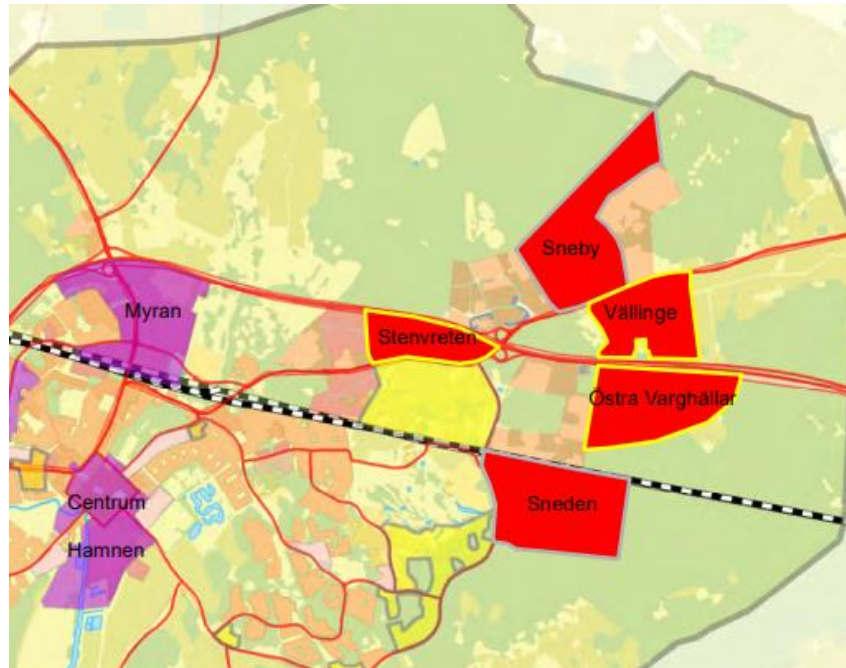 Sneby
Myran
Vällinge
Stenvreten
Östra Varghällar
Centrum
Sneden
Hamnen